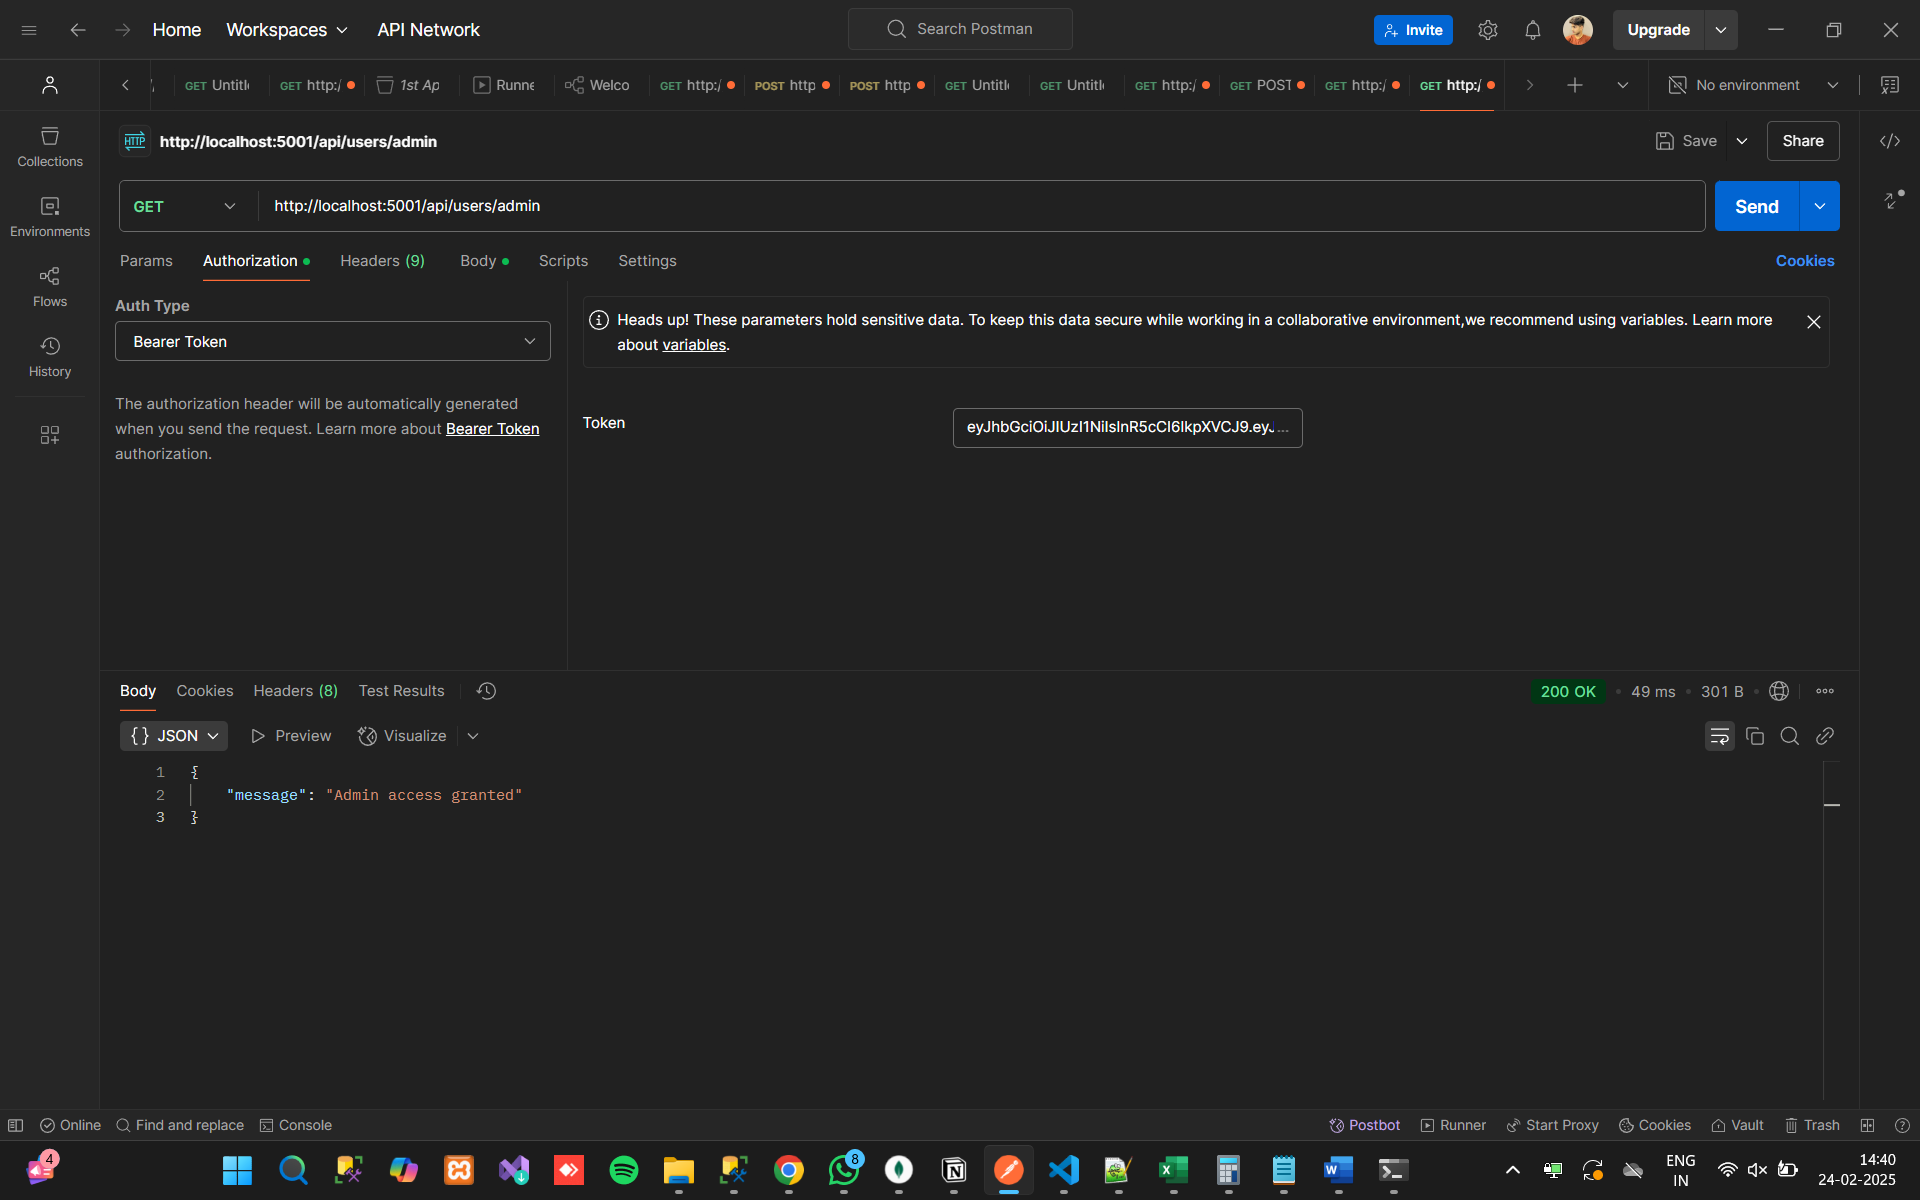 Home
Workspaces
API Network
Search Postman
Invite
Upgrade
GET Untitl
GET http:/
1st Ap
Runne
Welco
GET http:/
POST http
POST http
GET Untitl
GET Untitl
GET http:/
GET POST
GET http:/
GET http:/
No environment
Collections
Environments
Flows
History
HTTP
http://localhost:5001/api/users/admin
Save
Share
GET
http://localhost:5001/api/users/admin
Send
Params
Authorization
Headers (9)
Body
Scripts
Settings
Cookies
Auth Type
Bearer Token
The authorization header will be automatically generated
when you send the request. Learn more about Bearer Token
authorization.
Heads up! These parameters hold sensitive data. To keep this data secure while working in a collaborative environment,we recommend using variables. Learn more
about variables.
Token
eyJhbGciOiJIUzI1NiIsInR5cCI6IkpXVCJ9.eyJ...
Body
Cookies
Headers (8)
Test Results
200 OK
49 ms
301 B
{} JSON
Preview
Visualize
1 {
2 "message": "Admin access granted"
3 }
Online
Find and replace
Console
Postbot
Runner
Start Proxy
Cookies
Vault
Trash
4
8
ENG
IN
14:40
24-02-2025